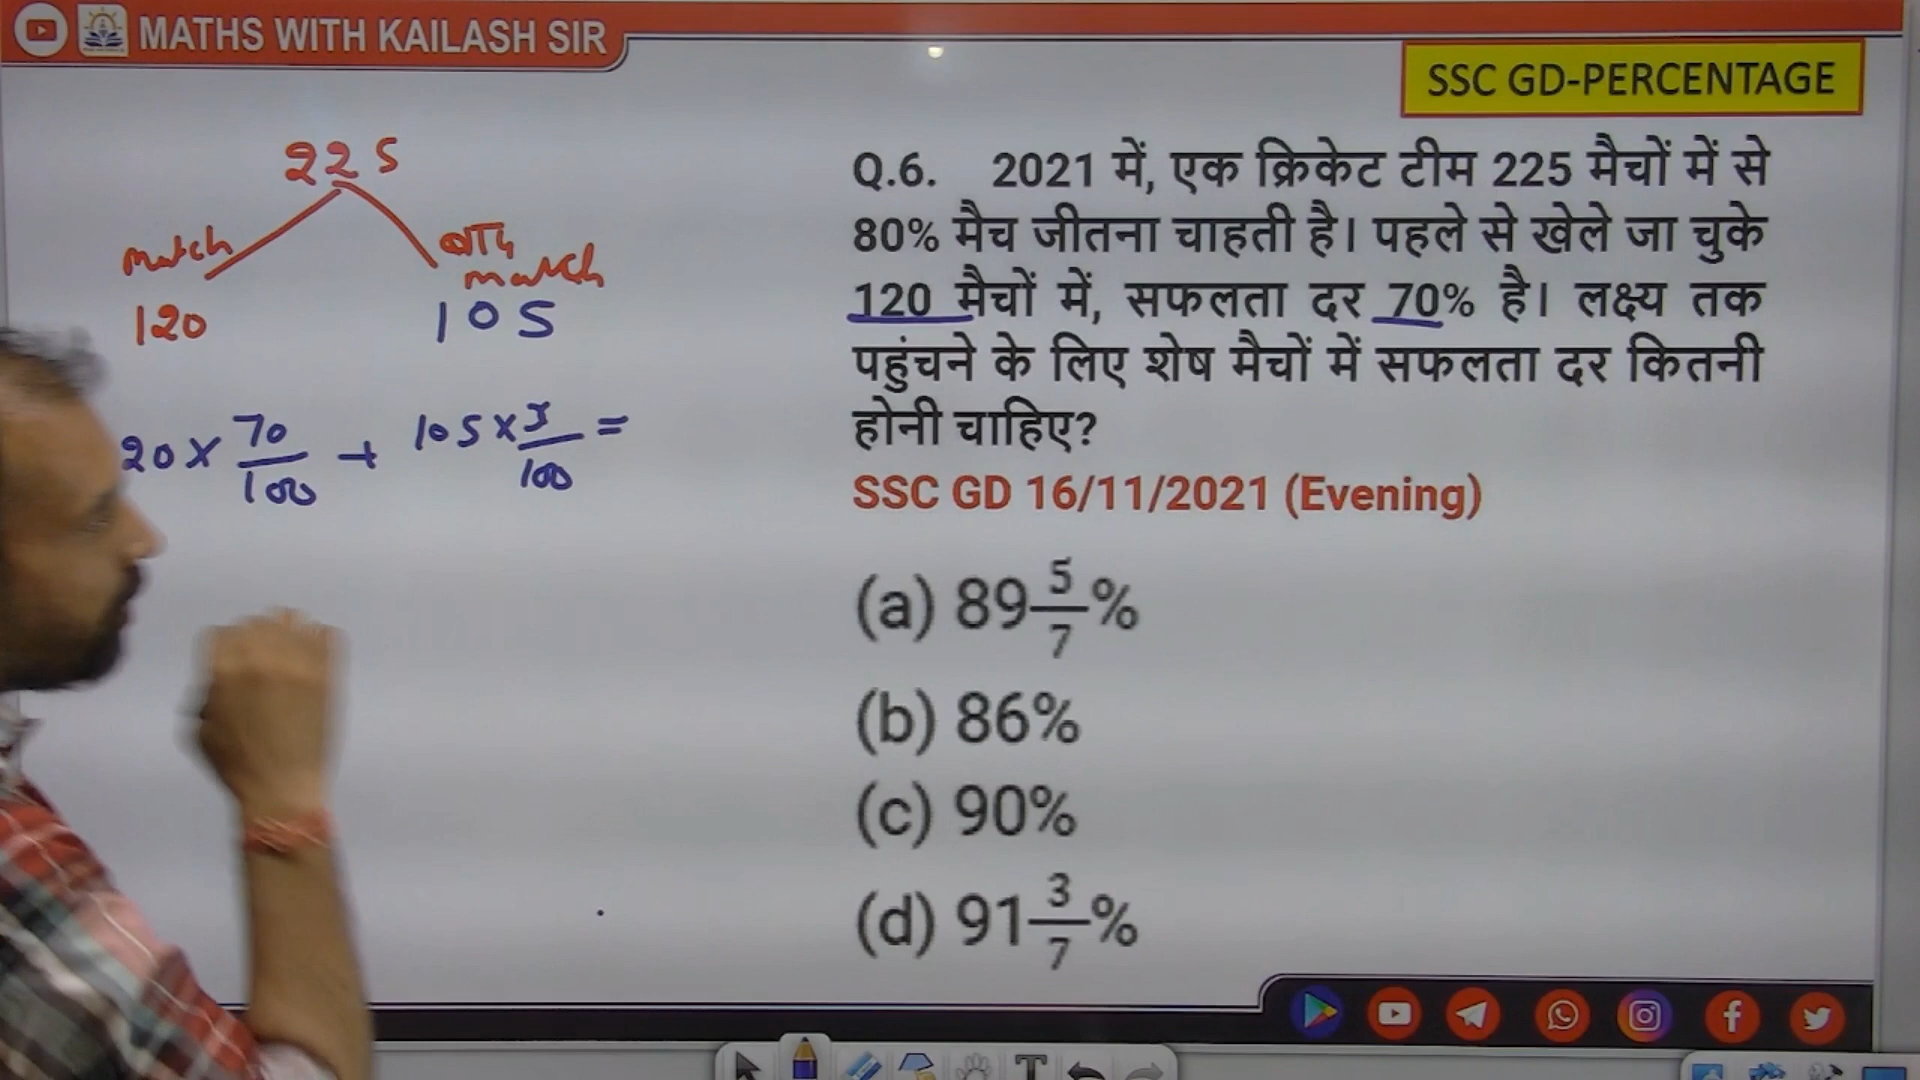 MATHS WITH KAILASH SIR
SSC GD-PERCENTAGE
225
match
120
बाकी match
105
20 × 70/100 + 105 × x/100 =
Q.6. 2021 में, एक क्रिकेट टीम 225 मैचों में से
80% मैच जीतना चाहती है। पहले से खेले जा चुके
120 मैचों में, सफलता दर 70% है। लक्ष्य तक
पहुंचने के लिए शेष मैचों में सफलता दर कितनी
होनी चाहिए?
SSC GD 16/11/2021 (Evening)
(a) 89 5/7 %
(b) 86%
(c) 90%
(d) 91 3/7 %